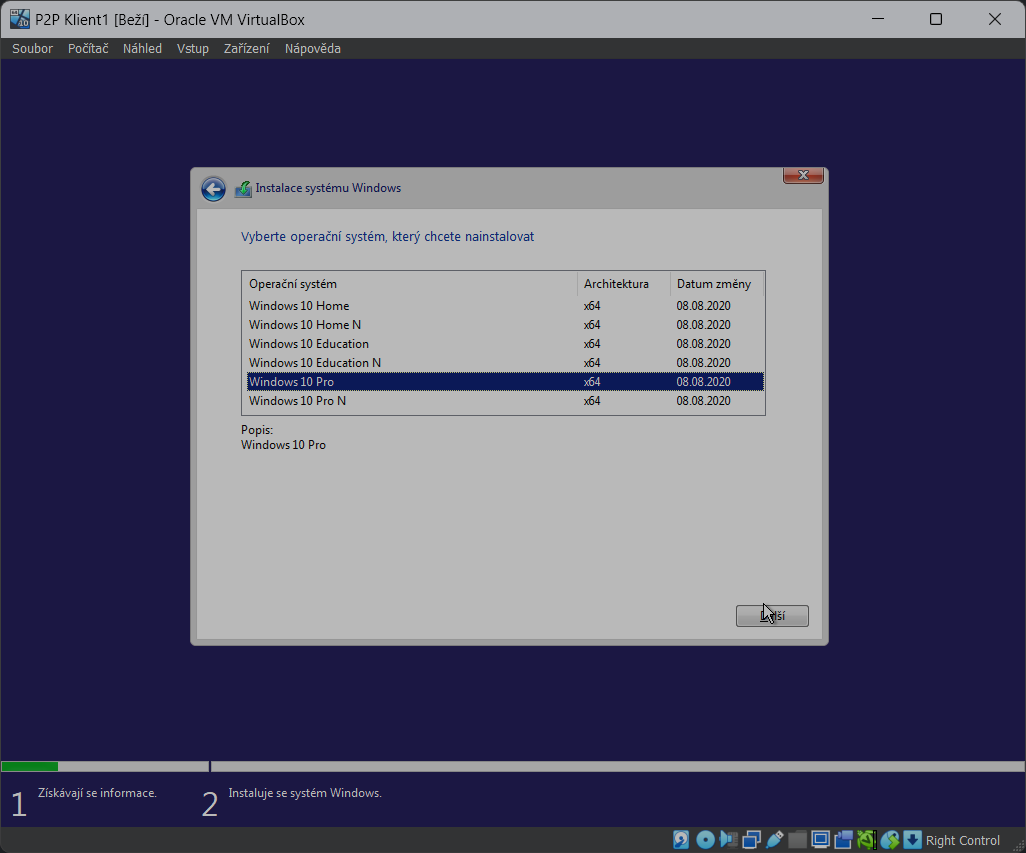 P2P Klient1 [Beží] - Oracle VM VirtualBox
Soubor Počítač Náhled Vstup Zařízení Nápověda
Instalace systému Windows
Vyberte operační systém, který chcete nainstalovat
Operační systém Architektura Datum změny
Windows 10 Home x64 08.08.2020
Windows 10 Home N x64 08.08.2020
Windows 10 Education x64 08.08.2020
Windows 10 Education N x64 08.08.2020
Windows 10 Pro x64 08.08.2020
Windows 10 Pro N x64 08.08.2020
Popis:
Windows 10 Pro
Další
1 Získávají se informace. 2 Instaluje se systém Windows.
Right Control